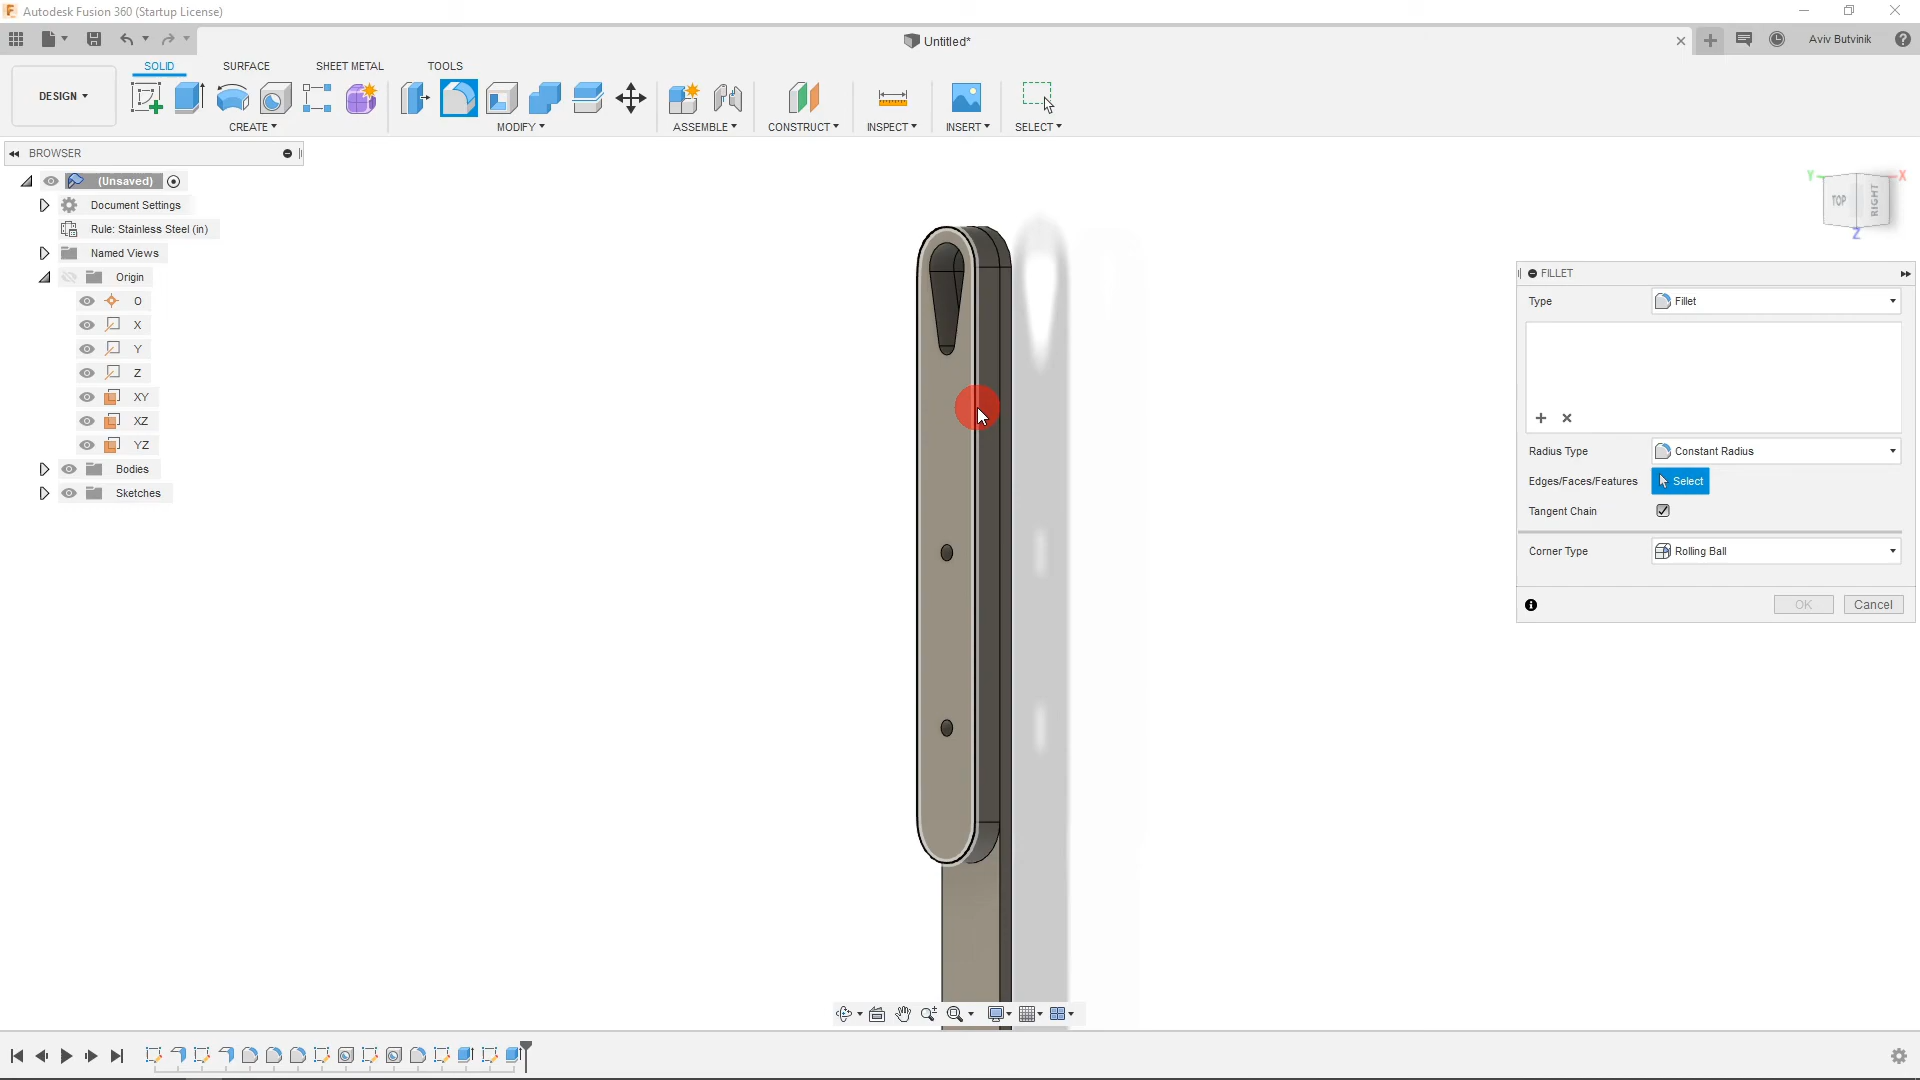 Autodesk Fusion 360 (Startup License)
Untitled*
Aviv Butvinik
SOLID SURFACE SHEET METAL TOOLS
DESIGN
CREATE MODIFY ASSEMBLE CONSTRUCT INSPECT INSERT SELECT
BROWSER
(Unsaved)
Document Settings
Rule: Stainless Steel (in)
Named Views
Origin
O
X
Y
Z
XY
XZ
YZ
Bodies
Sketches
Y X
TOP RIGHT
Z
FILLET
Type Fillet
Radius Type Constant Radius
Edges/Faces/Features Select
Tangent Chain
Corner Type Rolling Ball
OK Cancel